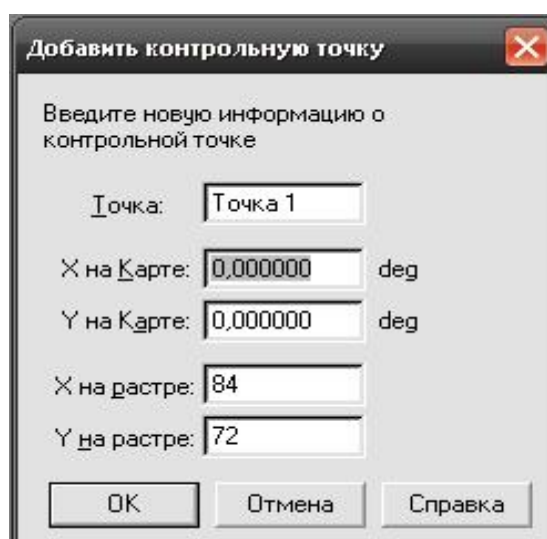 Добавить контрольную точку
Введите новую информацию о
контрольной точке
Точка: Точка 1
X на Карте: 0,000000 deg
Y на Карте: 0,000000 deg
X на растре: 84
Y на растре: 72
OK Отмена Справка